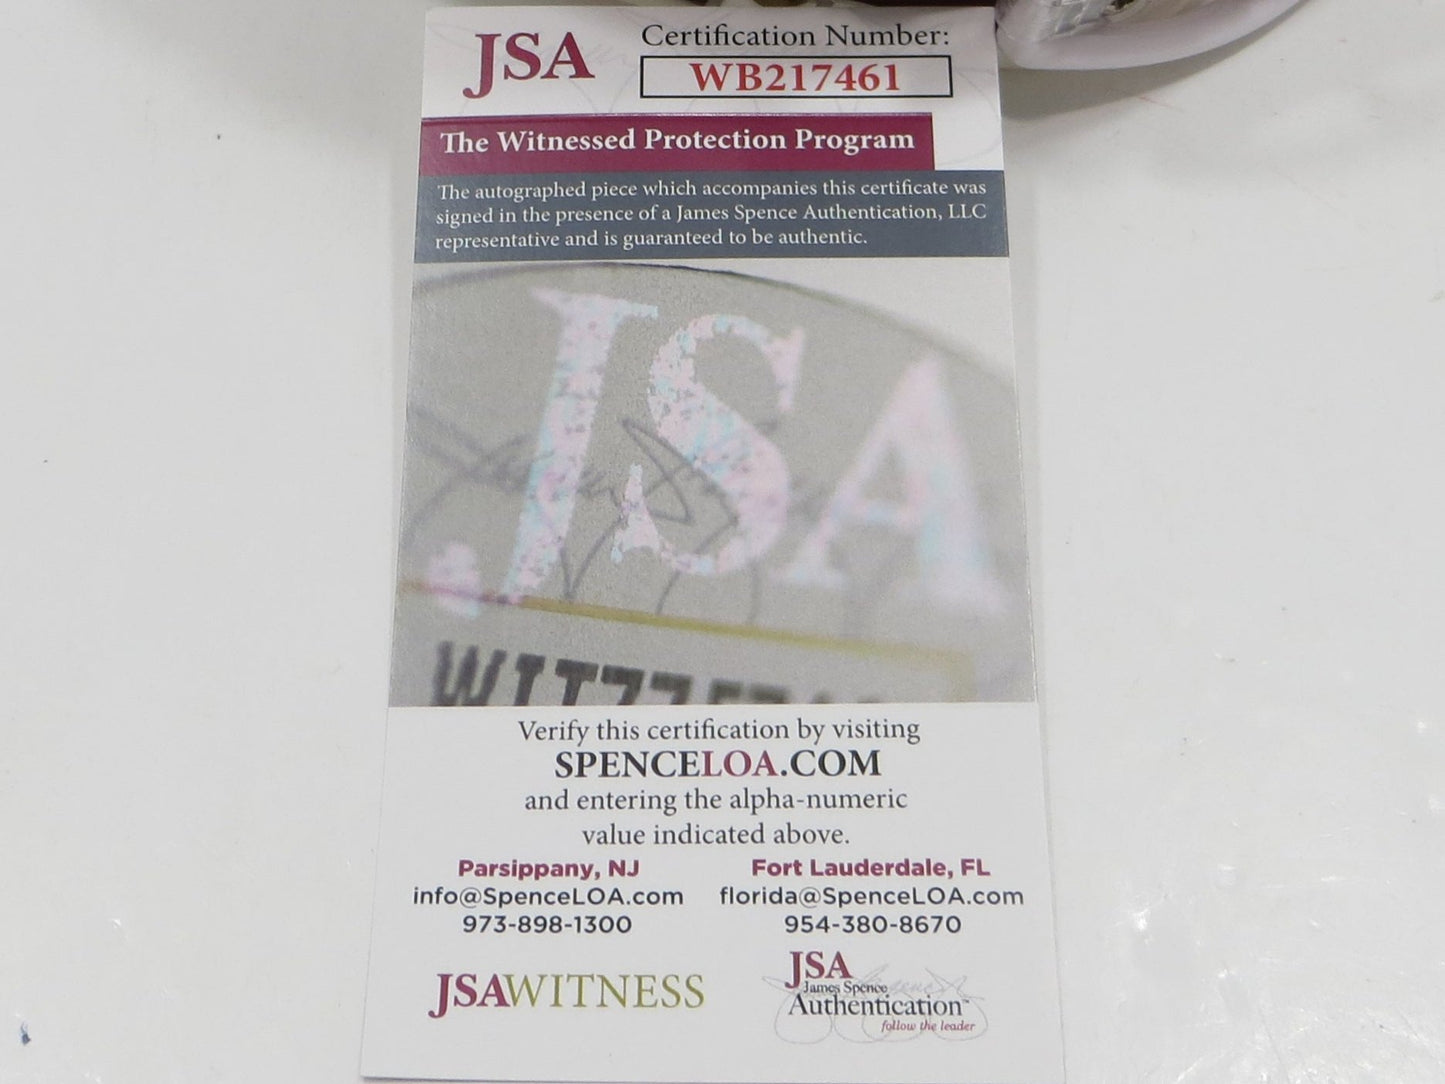 JSA
Certification Number:
WB217461
The Witnessed Protection Program
The autographed piece which accompanies this certificate was
signed in the presence of a James Spence Authentication, LLC
representative and is guaranteed to be authentic.
JSA
Verify this certification by visiting
SPENCELOA.COM
and entering the alpha-numeric
value indicated above.
Parsippany, NJ
info@SpenceLOA.com
973-898-1300
Fort Lauderdale, FL
florida@SpenceLOA.com
954-380-8670
JSAWITNESS
JSA
James Spence
Authentication™
follow the leader